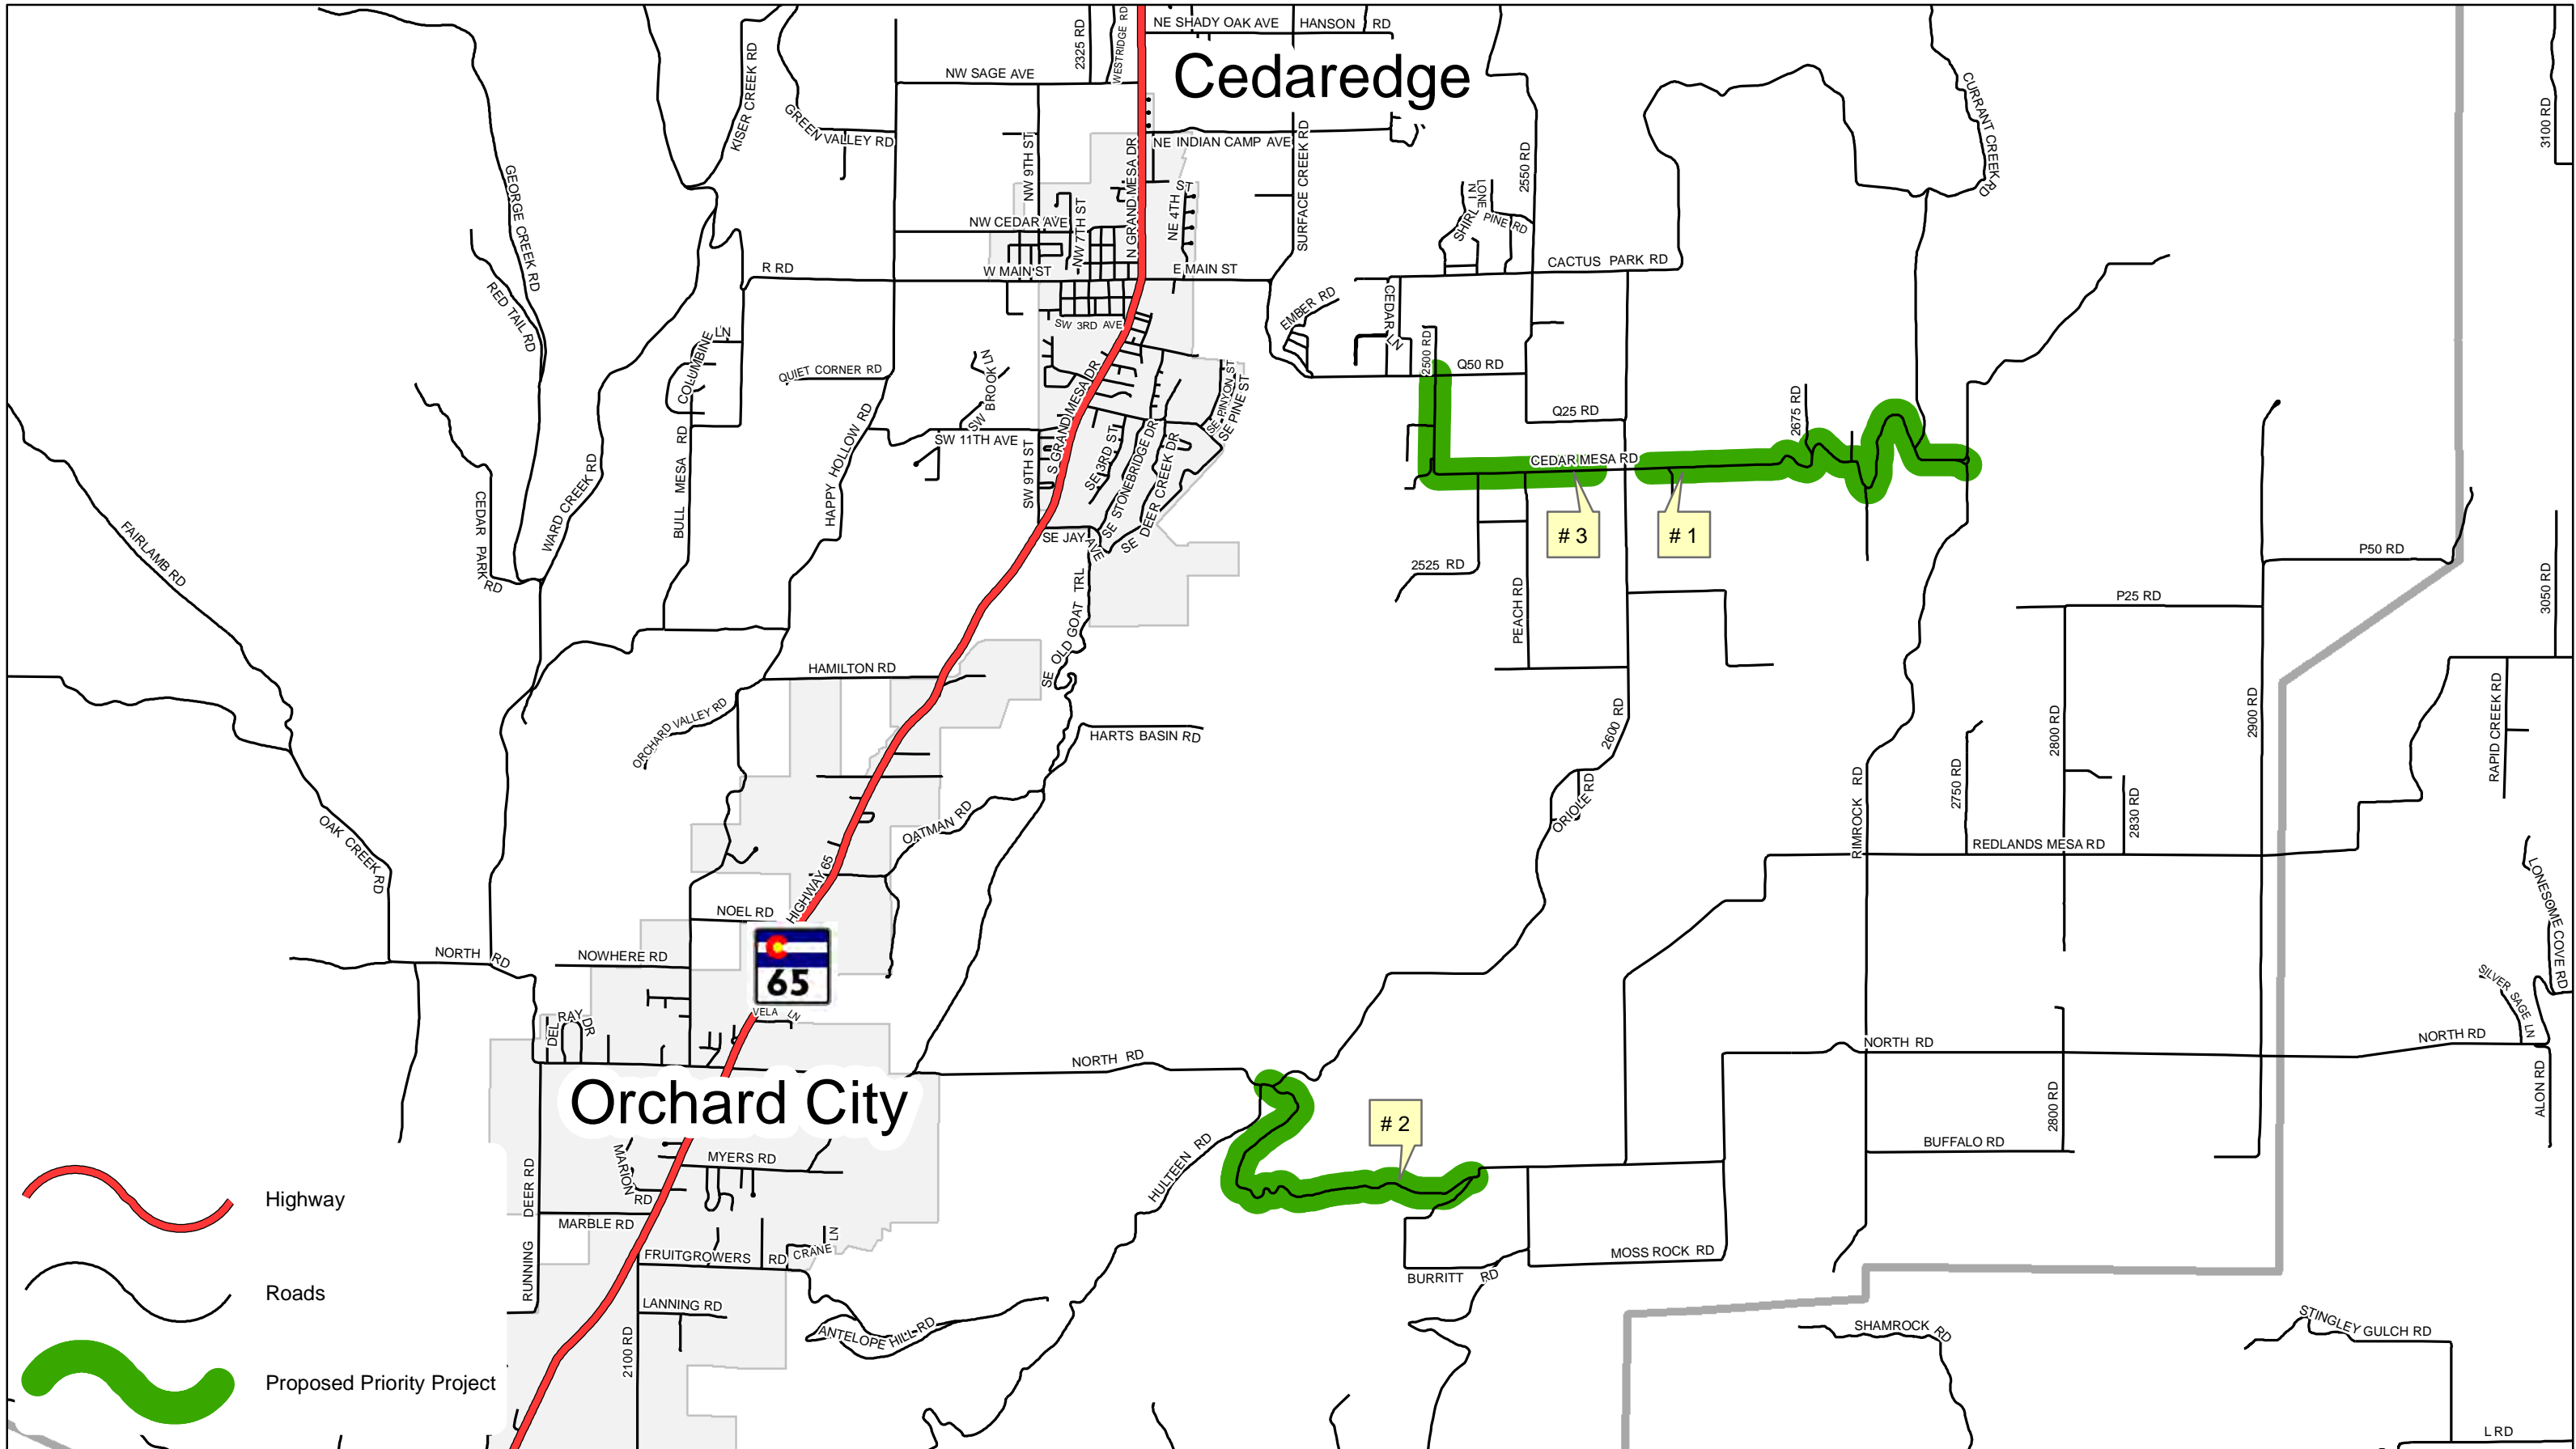 NE SHADY OAK AVE
HANSON RD
2325 RD
WESTRIDGE RD
Cedaredge
NW SAGE AVE
KISER CREEK RD
GREEN VALLEY RD
NE INDIAN CAMP AVE
NW 9TH ST
N GRAND MESA DR
SURFACE CREEK RD
2550 RD
CURRANT CREEK RD
3100 RD
GEORGE CREEK RD
RED TAIL RD
NW CEDAR AVE
NW 7TH ST
NE 4TH ST
SHIRL LN
LONE PINE RD
R RD
W MAIN ST
E MAIN ST
CACTUS PARK RD
EMBER RD
CEDAR LN
2500 RD
Q50 RD
COLUMBINE LN
SW 3RD AVE
QUIET CORNER RD
SW BROOK LN
S GRAND MESA DR
SE PINYON ST
SE PINE ST
Q25 RD
2675 RD
HAPPY HOLLOW RD
SW 11TH AVE
SW 9TH ST
SE 3RD ST
SE STONEBRIDGE DR
SE DEER CREEK DR
CEDAR MESA RD
BULL MESA RD
WARD CREEK RD
CEDAR PARK RD
FAIRLAMB RD
SE JAY AVE
# 3
# 1
2525 RD
PEACH RD
P50 RD
P25 RD
3050 RD
SE OLD GOAT TRL
HAMILTON RD
ORCHARD VALLEY RD
HARTS BASIN RD
2600 RD
2800 RD
2900 RD
RAPID CREEK RD
ORIOLE RD
RIMROCK RD
2750 RD
2830 RD
OATMAN RD
REDLANDS MESA RD
OAK CREEK RD
HIGHWAY 65
NOEL RD
LONESOME COVE RD
NORTH RD
NOWHERE RD
65
SILVER SAGE LN
VELA LN
DEL RAY DR
NORTH RD
NORTH RD
NORTH RD
Orchard City
2800 RD
ALON RD
# 2
BUFFALO RD
HULTEEN RD
MARION RD
MYERS RD
Highway
RUNNING DEER RD
MARBLE RD
FRUITGROWERS RD
CRANE LN
MOSS ROCK RD
BURRITT RD
Roads
LANNING RD
ANTELOPE HILL RD
SHAMROCK RD
STINGLEY GULCH RD
2100 RD
Proposed Priority Project
L RD